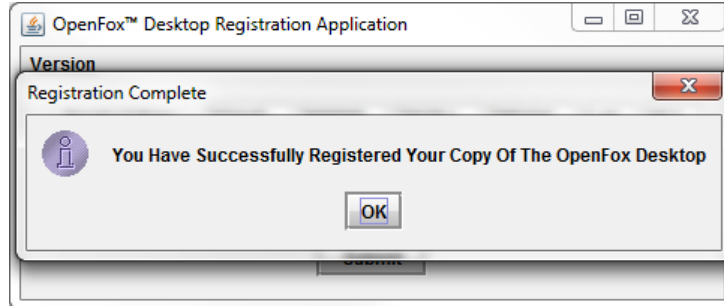 OpenFox™ Desktop Registration Application
Version
Registration Complete
You Have Successfully Registered Your Copy Of The OpenFox Desktop
OK
Submit